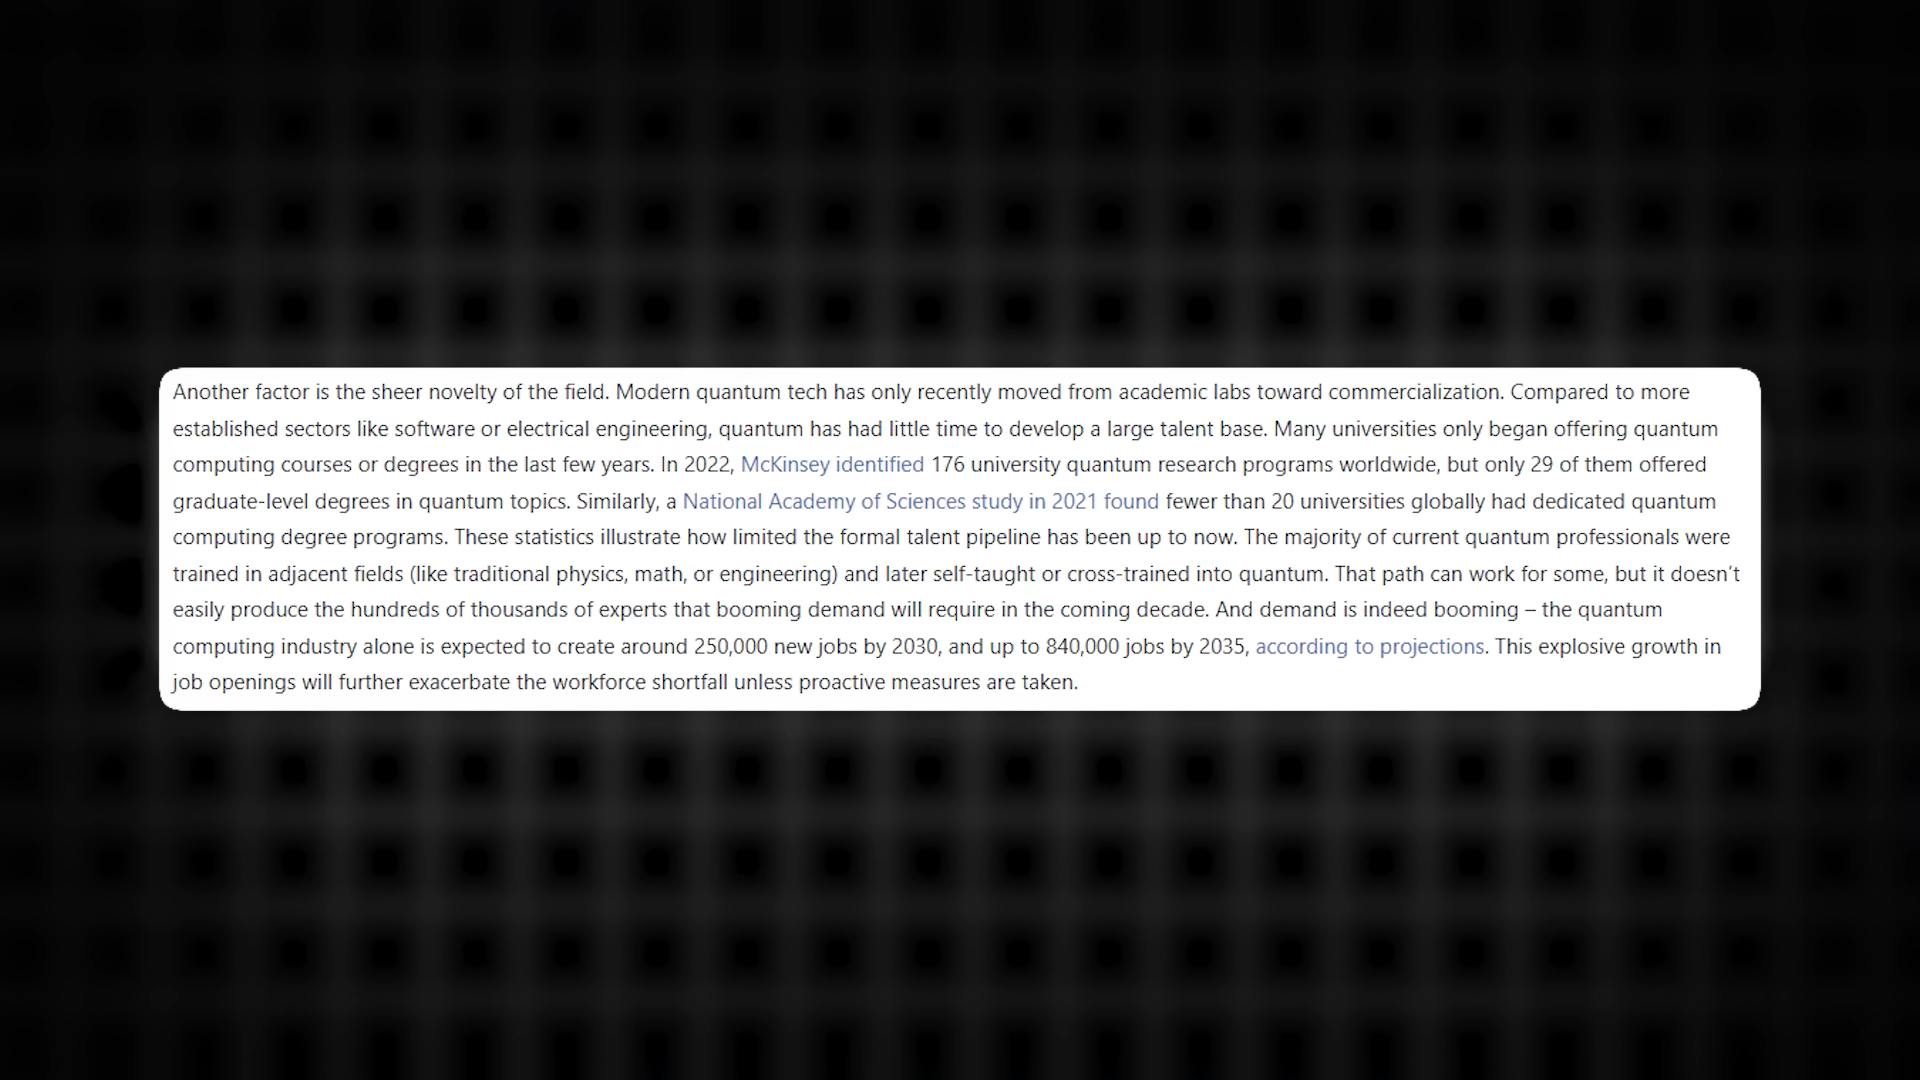 Another factor is the sheer novelty of the field. Modern quantum tech has only recently moved from academic labs toward commercialization. Compared to more
established sectors like software or electrical engineering, quantum has had little time to develop a large talent base. Many universities only began offering quantum
computing courses or degrees in the last few years. In 2022, McKinsey identified 176 university quantum research programs worldwide, but only 29 of them offered
graduate-level degrees in quantum topics. Similarly, a National Academy of Sciences study in 2021 found fewer than 20 universities globally had dedicated quantum
computing degree programs. These statistics illustrate how limited the formal talent pipeline has been up to now. The majority of current quantum professionals were
trained in adjacent fields (like traditional physics, math, or engineering) and later self-taught or cross-trained into quantum. That path can work for some, but it doesn’t
easily produce the hundreds of thousands of experts that booming demand will require in the coming decade. And demand is indeed booming – the quantum
computing industry alone is expected to create around 250,000 new jobs by 2030, and up to 840,000 jobs by 2035, according to projections. This explosive growth in
job openings will further exacerbate the workforce shortfall unless proactive measures are taken.